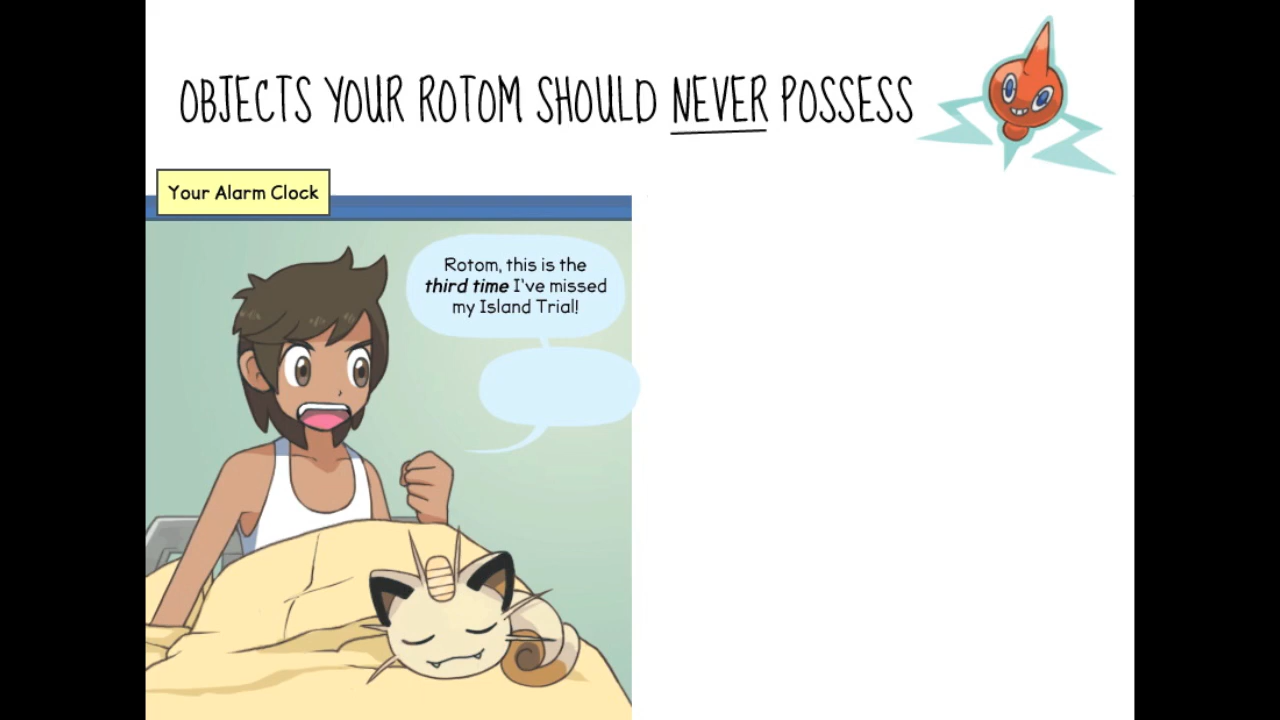 OBJECTS YOUR ROTOM SHOULD NEVER POSSESS
Your Alarm Clock
Rotom, this is the
third time I've missed
my Island Trial!